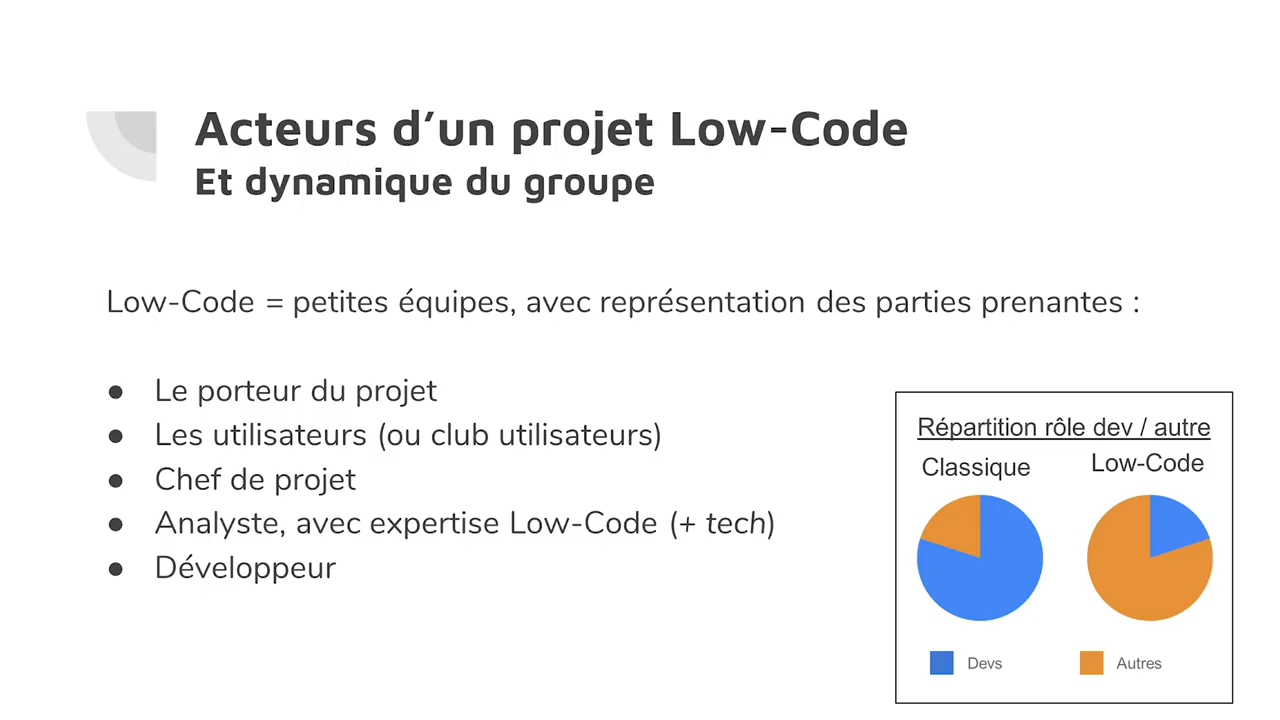 Acteurs d’un projet Low-Code
Et dynamique du groupe
Low-Code = petites équipes, avec représentation des parties prenantes :
● Le porteur du projet
● Les utilisateurs (ou club utilisateurs)
● Chef de projet
● Analyste, avec expertise Low-Code (+ tech)
● Développeur
Répartition rôle dev / autre
Classique
Low-Code
Devs
Autres